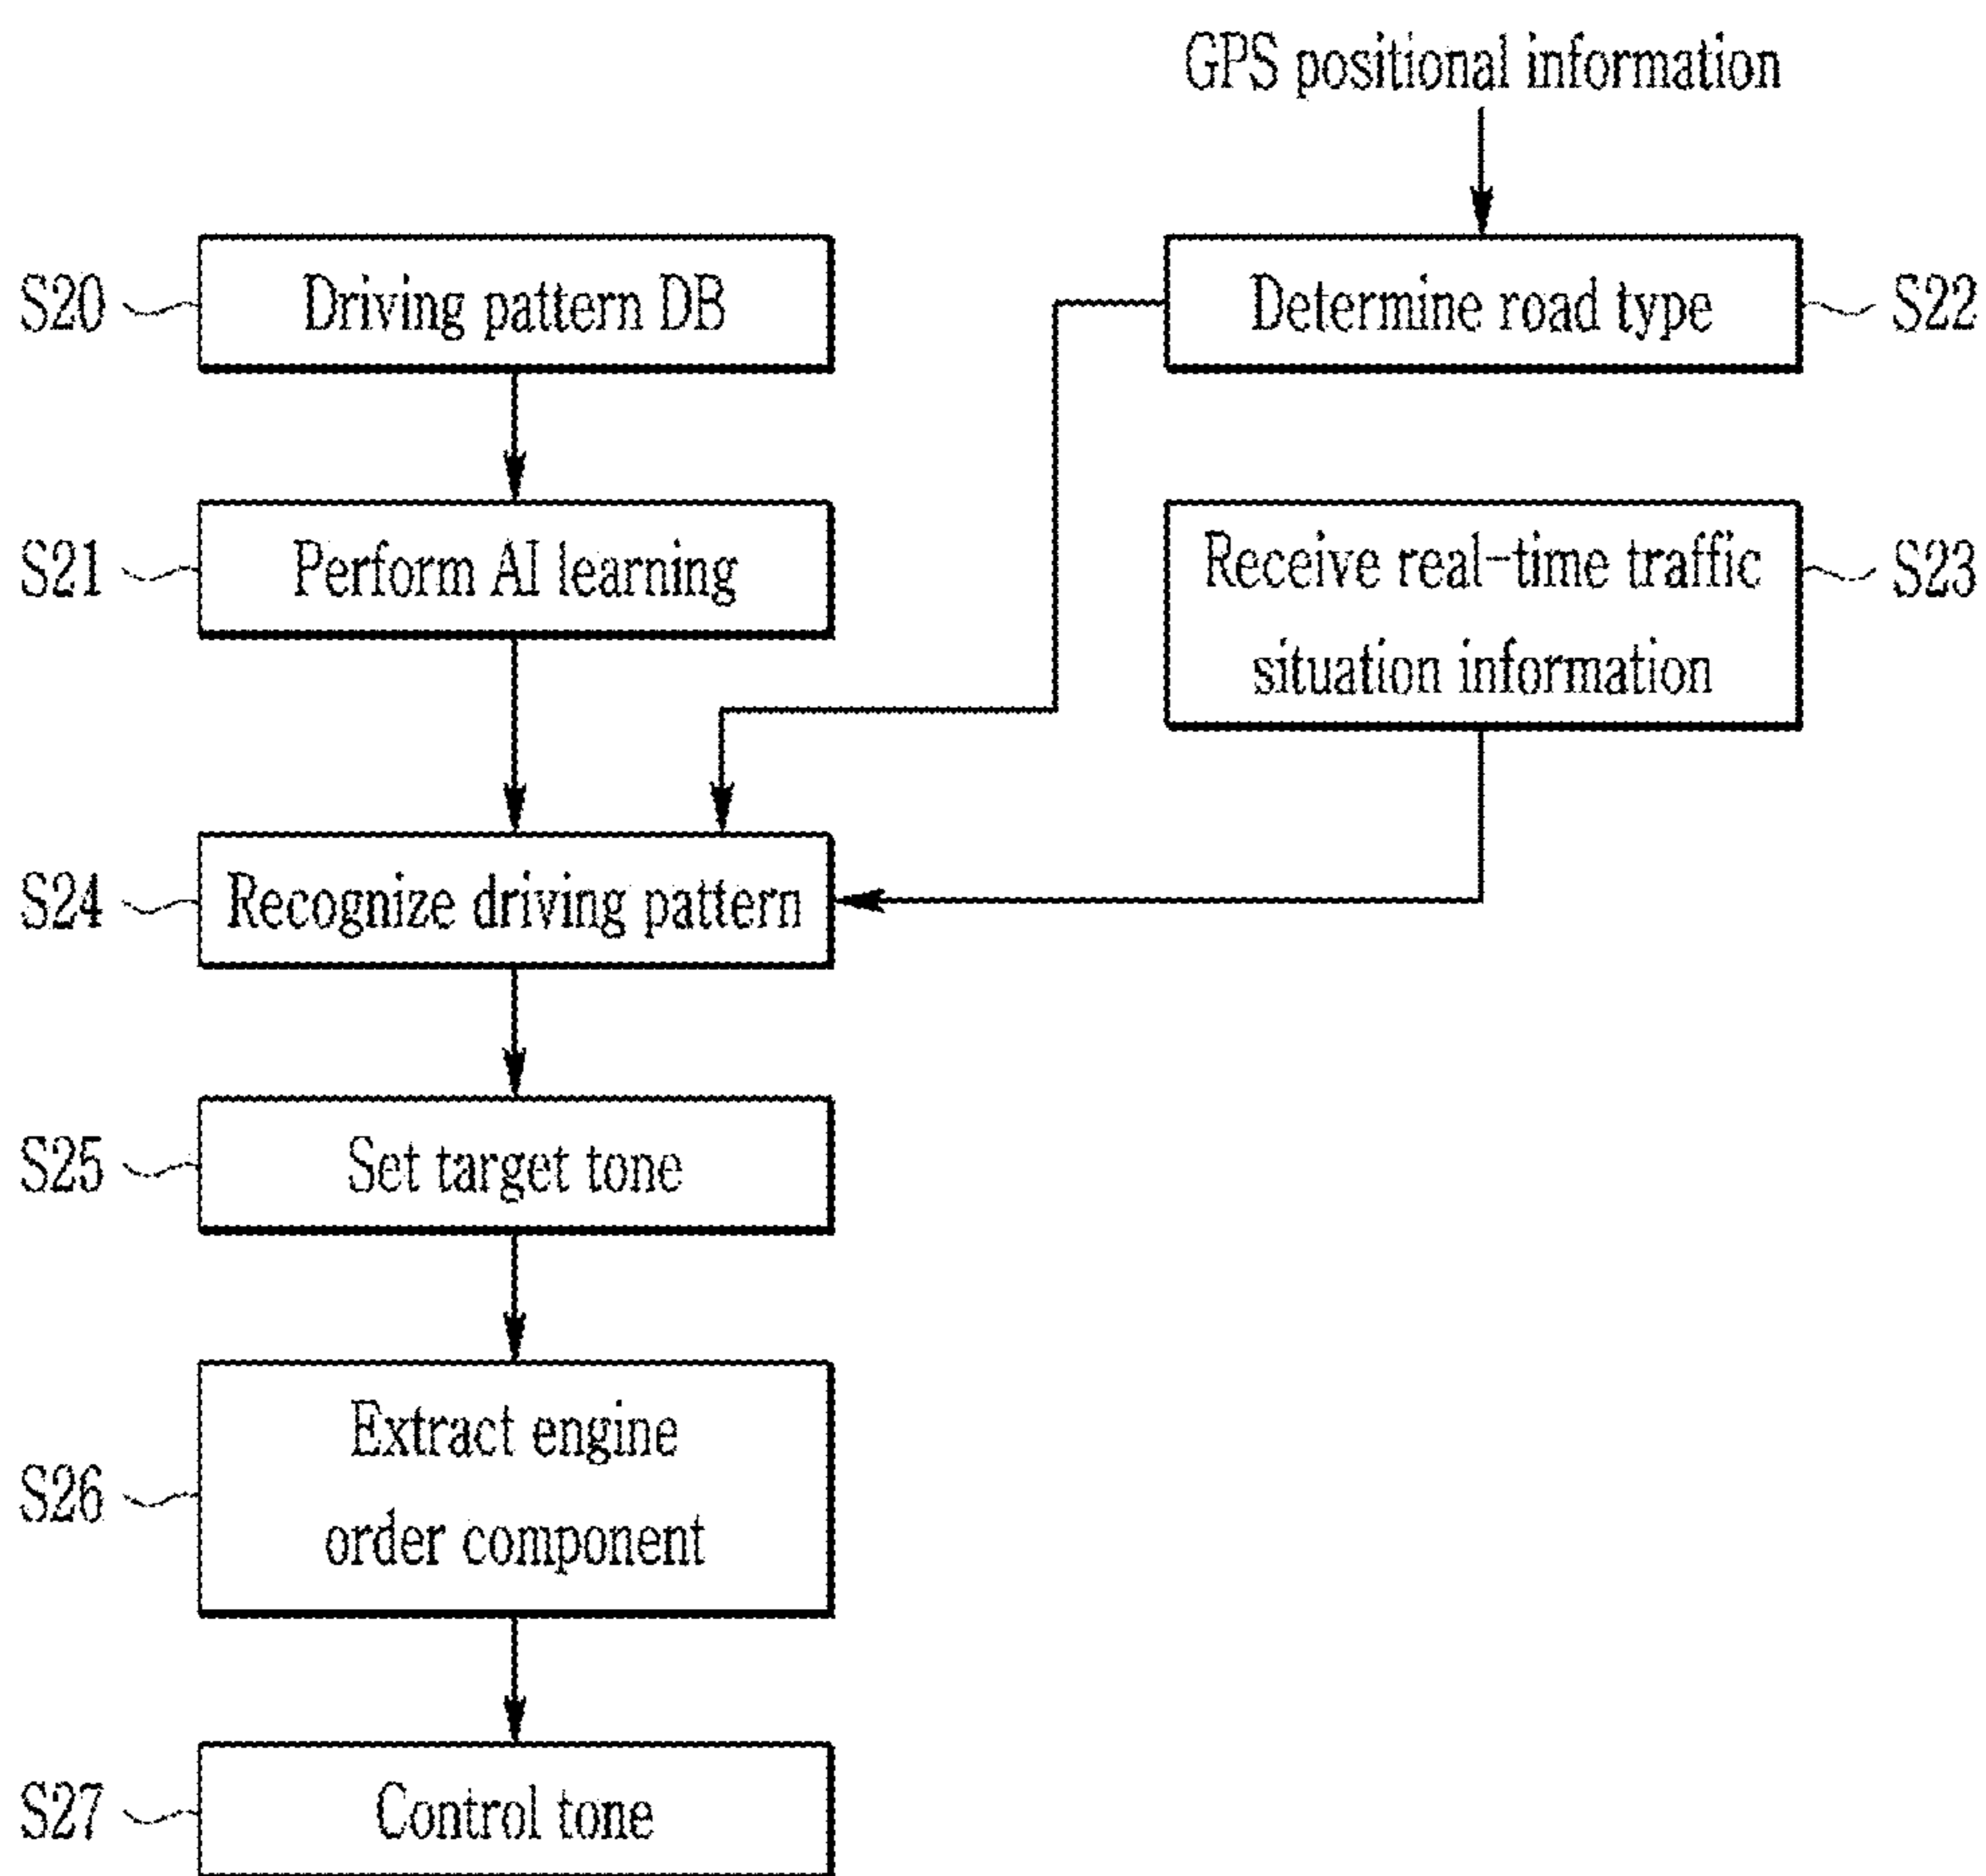 GPS positional information
S20
Driving pattern DB
Determine road type
S22
S21
Perform AI learning
Receive real-time traffic
situation information
S23
S24
Recognize driving pattern
S25
Set target tone
S26
Extract engine
order component
S27
Control tone